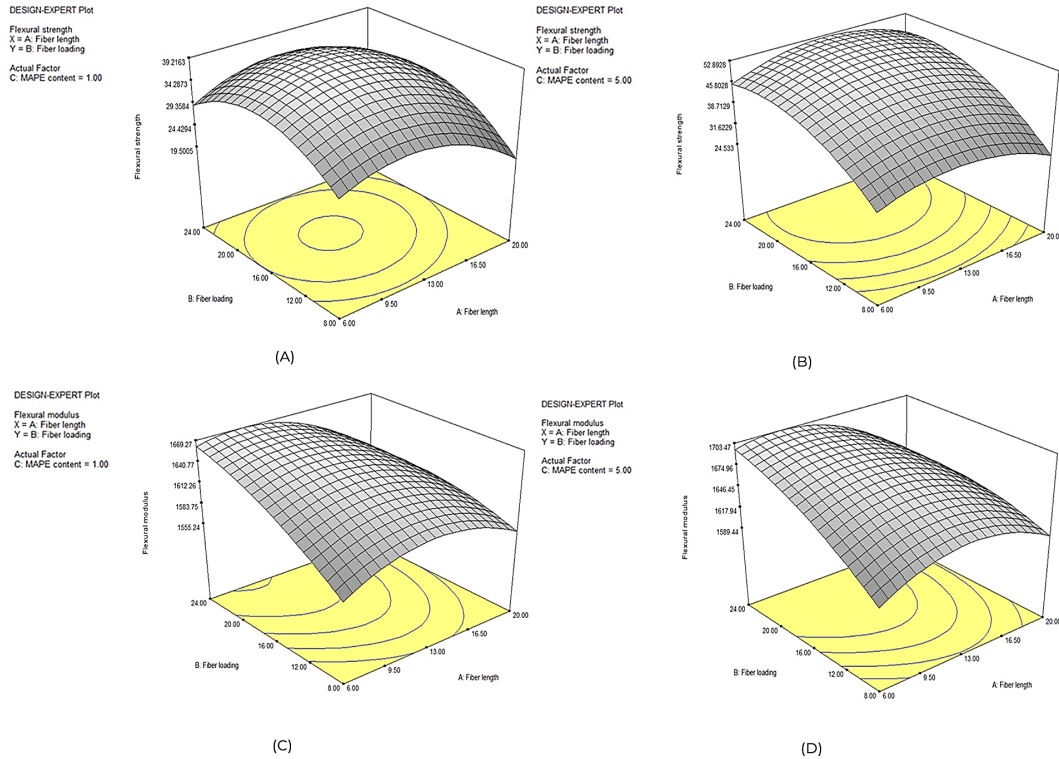 DESIGN-EXPERT Plot
Flexural strength
X = A: Fiber length
Y = B: Fiber loading
Actual Factor
C: MAPE content = 1.00
39.2163
34.2873
29.3584
24.4294
19.5005
Flexural strength
24.00
20.00
16.00
12.00
8.00
B: Fiber loading
6.00
9.50
13.00
16.50
20.00
A: Fiber length
(A)
DESIGN-EXPERT Plot
Flexural strength
X = A: Fiber length
Y = B: Fiber loading
Actual Factor
C: MAPE content = 5.00
52.8928
45.8028
38.7129
31.6229
24.533
Flexural strength
24.00
20.00
16.00
12.00
8.00
B: Fiber loading
6.00
9.50
13.00
16.50
20.00
A: Fiber length
(B)
DESIGN-EXPERT Plot
Flexural modulus
X = A: Fiber length
Y = B: Fiber loading
Actual Factor
C: MAPE content = 1.00
1669.27
1640.77
1612.26
1583.75
1555.24
Flexural modulus
24.00
20.00
16.00
12.00
8.00
B: Fiber loading
6.00
9.50
13.00
16.50
20.00
A: Fiber length
(C)
DESIGN-EXPERT Plot
Flexural modulus
X = A: Fiber length
Y = B: Fiber loading
Actual Factor
C: MAPE content = 5.00
1703.47
1674.96
1646.45
1617.94
1589.44
Flexural modulus
24.00
20.00
16.00
12.00
8.00
B: Fiber loading
6.00
9.50
13.00
16.50
20.00
A: Fiber length
(D)